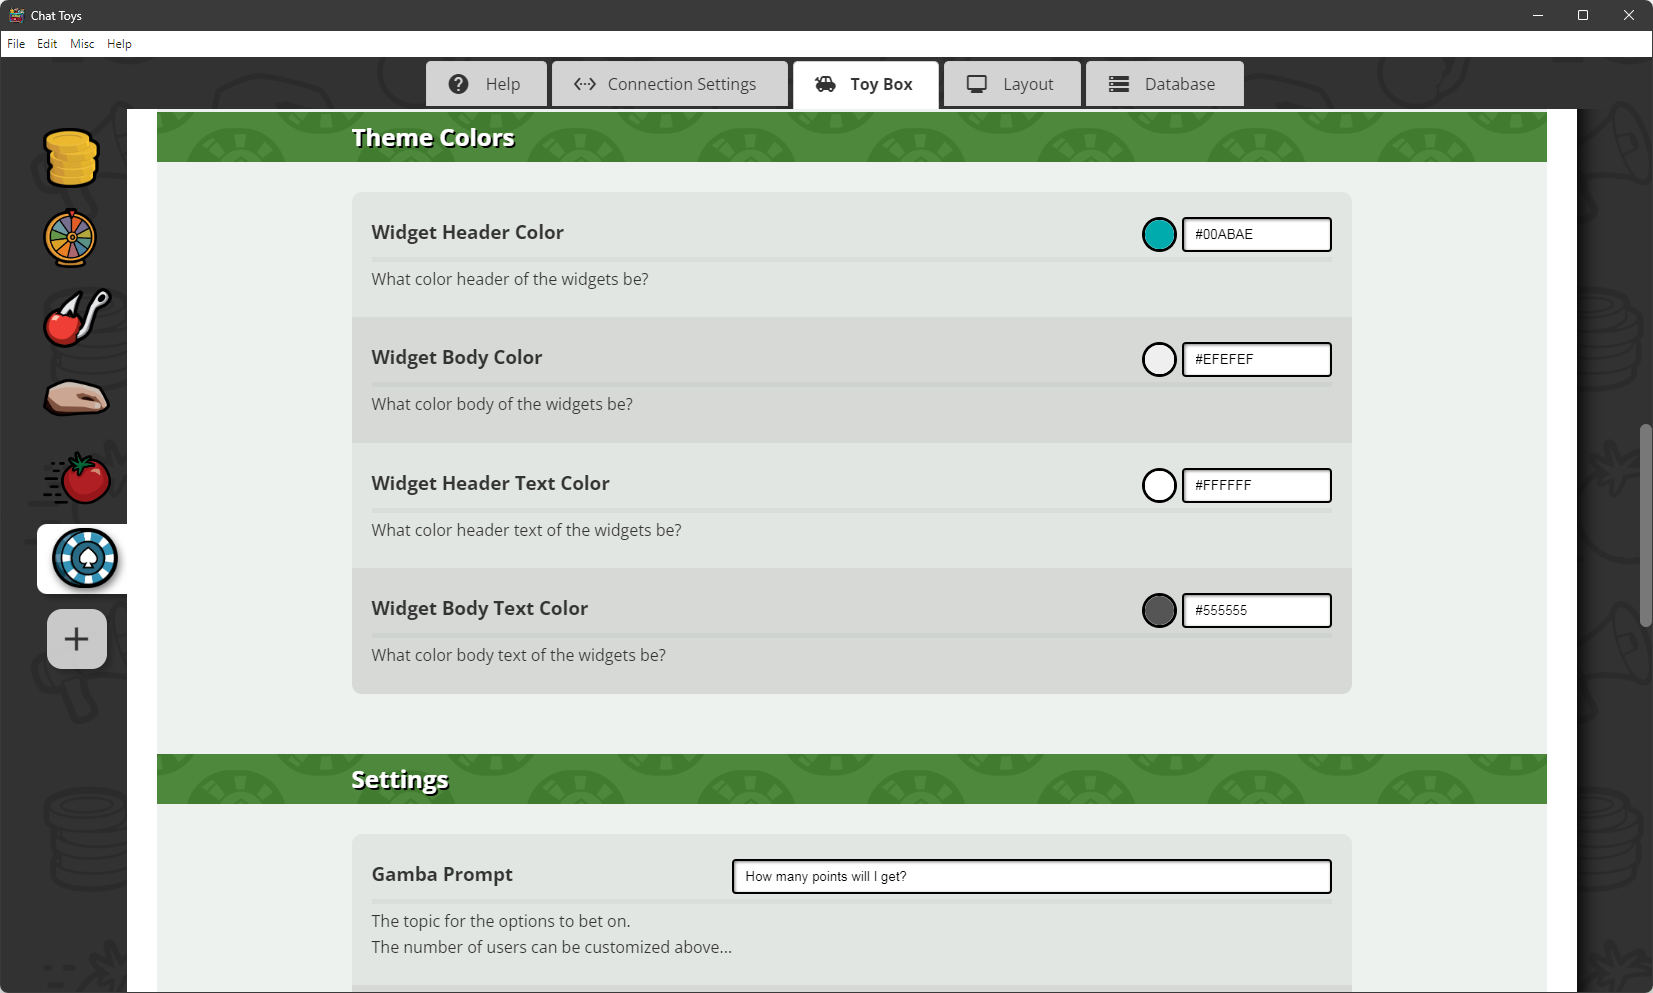 Chat Toys
File Edit Misc Help
Help Connection Settings Toy Box Layout Database
Theme Colors
Widget Header Color #00ABAE
What color header of the widgets be?
Widget Body Color #EFEFEF
What color body of the widgets be?
Widget Header Text Color #FFFFFF
What color header text of the widgets be?
Widget Body Text Color #555555
What color body text of the widgets be?
Settings
Gamba Prompt How many points will I get?
The topic for the options to bet on.
The number of users can be customized above...